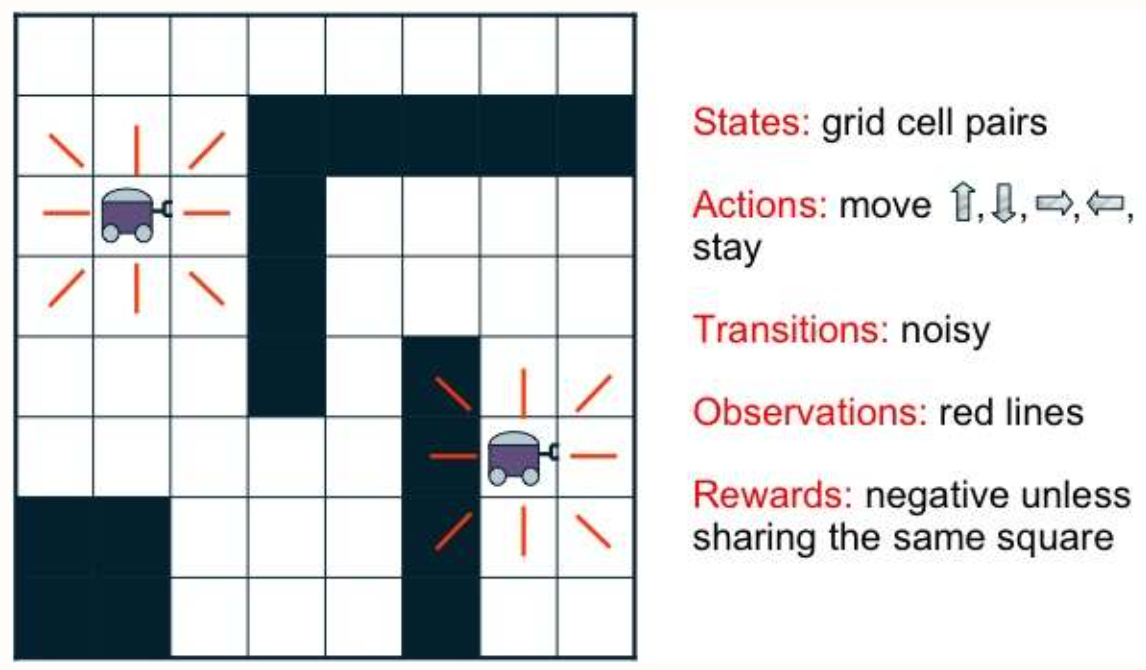 States: grid cell pairs
Actions: move ⇧,⇩,⇨,⇦,
stay
Transitions: noisy
Observations: red lines
Rewards: negative unless
sharing the same square